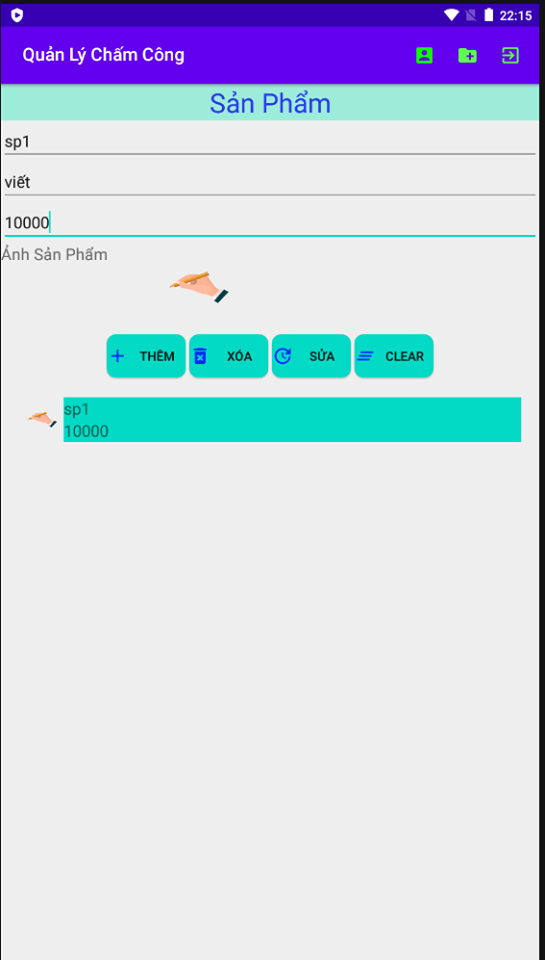 22:15
Quản Lý Chấm Công
Sản Phẩm
sp1
viết
10000
Ảnh Sản Phẩm
THÊM XÓA SỬA CLEAR
sp1
10000